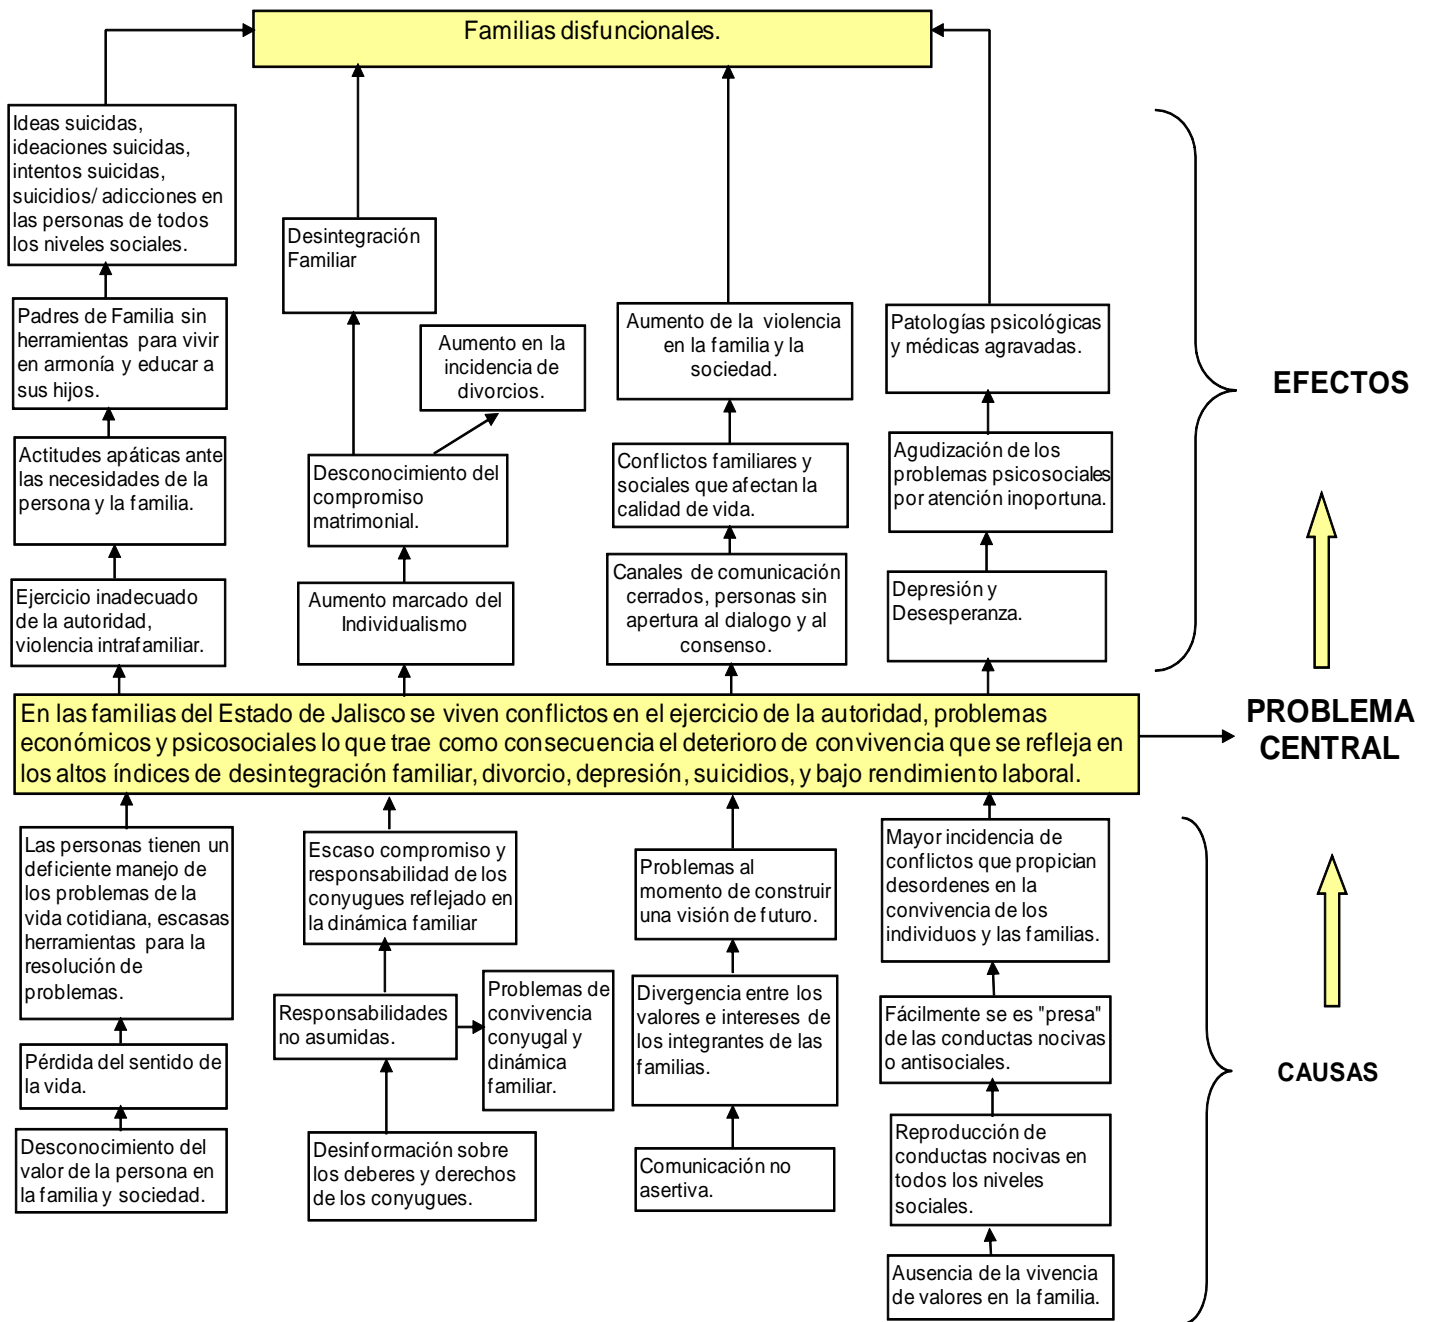 Familias disfuncionales.
Ideas suicidas,
ideaciones suicidas,
intentos suicidas,
suicidios/ adicciones en
las personas de todos
los niveles sociales.
Desintegración
Familiar
Padres de Familia sin
herramientas para vivir
en armonía y educar a
sus hijos.
Aumento en la
incidencia de
divorcios.
Aumento de la violencia
en la familia y la
sociedad.
Patologías psicológicas
y médicas agravadas.
EFECTOS
Actitudes apáticas ante
las necesidades de la
persona y la familia.
Desconocimiento del
compromiso
matrimonial.
Conflictos familiares y
sociales que afectan la
calidad de vida.
Agudización de los
problemas psicosociales
por atención inoportuna.
Ejercicio inadecuado
de la autoridad,
violencia intrafamiliar.
Aumento marcado del
Individualismo
Canales de comunicación
cerrados, personas sin
apertura al dialogo y al
consenso.
Depresión y
Desesperanza.
En las familias del Estado de Jalisco se viven conflictos en el ejercicio de la autoridad, problemas
económicos y psicosociales lo que trae como consecuencia el deterioro de convivencia que se refleja en
los altos índices de desintegración familiar, divorcio, depresión, suicidios, y bajo rendimiento laboral.
PROBLEMA
CENTRAL
Las personas tienen un
deficiente manejo de
los problemas de la
vida cotidiana, escasas
herramientas para la
resolución de
problemas.
Escaso compromiso y
responsabilidad de los
conyugues reflejado en
la dinámica familiar
Problemas al
momento de construir
una visión de futuro.
Mayor incidencia de
conflictos que propician
desordenes en la
convivencia de los
individuos y las familias.
Responsabilidades
no asumidas.
Problemas de
convivencia
conyugal y
dinámica
familiar.
Divergencia entre los
valores e intereses de
los integrantes de las
familias.
Fácilmente se es "presa"
de las conductas nocivas
o antisociales.
CAUSAS
Pérdida del sentido de
la vida.
Desconocimiento del
valor de la persona en
la familia y sociedad.
Desinformación sobre
los deberes y derechos
de los conyugues.
Comunicación no
asertiva.
Reproducción de
conductas nocivas en
todos los niveles
sociales.
Ausencia de la vivencia
de valores en la familia.